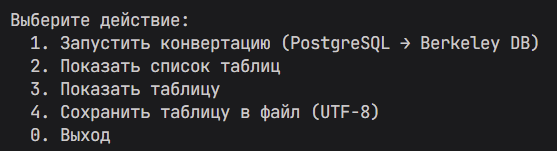 Выберите действие:
1. Запустить конвертацию (PostgreSQL → Berkeley DB)
2. Показать список таблиц
3. Показать таблицу
4. Сохранить таблицу в файл (UTF-8)
0. Выход